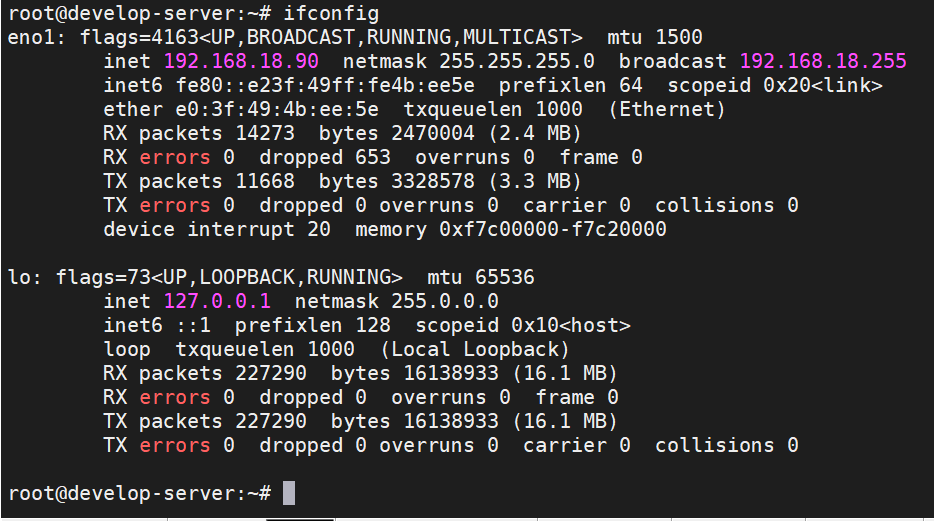 root@develop-server:~# ifconfig
eno1: flags=4163<UP,BROADCAST,RUNNING,MULTICAST>  mtu 1500
        inet 192.168.18.90  netmask 255.255.255.0  broadcast 192.168.18.255
        inet6 fe80::e23f:49ff:fe4b:ee5e  prefixlen 64  scopeid 0x20<link>
        ether e0:3f:49:4b:ee:5e  txqueuelen 1000  (Ethernet)
        RX packets 14273  bytes 2470004 (2.4 MB)
        RX errors 0  dropped 653  overruns 0  frame 0
        TX packets 11668  bytes 3328578 (3.3 MB)
        TX errors 0  dropped 0 overruns 0  carrier 0  collisions 0
        device interrupt 20  memory 0xf7c00000-f7c20000

lo: flags=73<UP,LOOPBACK,RUNNING>  mtu 65536
        inet 127.0.0.1  netmask 255.0.0.0
        inet6 ::1  prefixlen 128  scopeid 0x10<host>
        loop  txqueuelen 1000  (Local Loopback)
        RX packets 227290  bytes 16138933 (16.1 MB)
        RX errors 0  dropped 0  overruns 0  frame 0
        TX packets 227290  bytes 16138933 (16.1 MB)
        TX errors 0  dropped 0 overruns 0  carrier 0  collisions 0

root@develop-server:~#